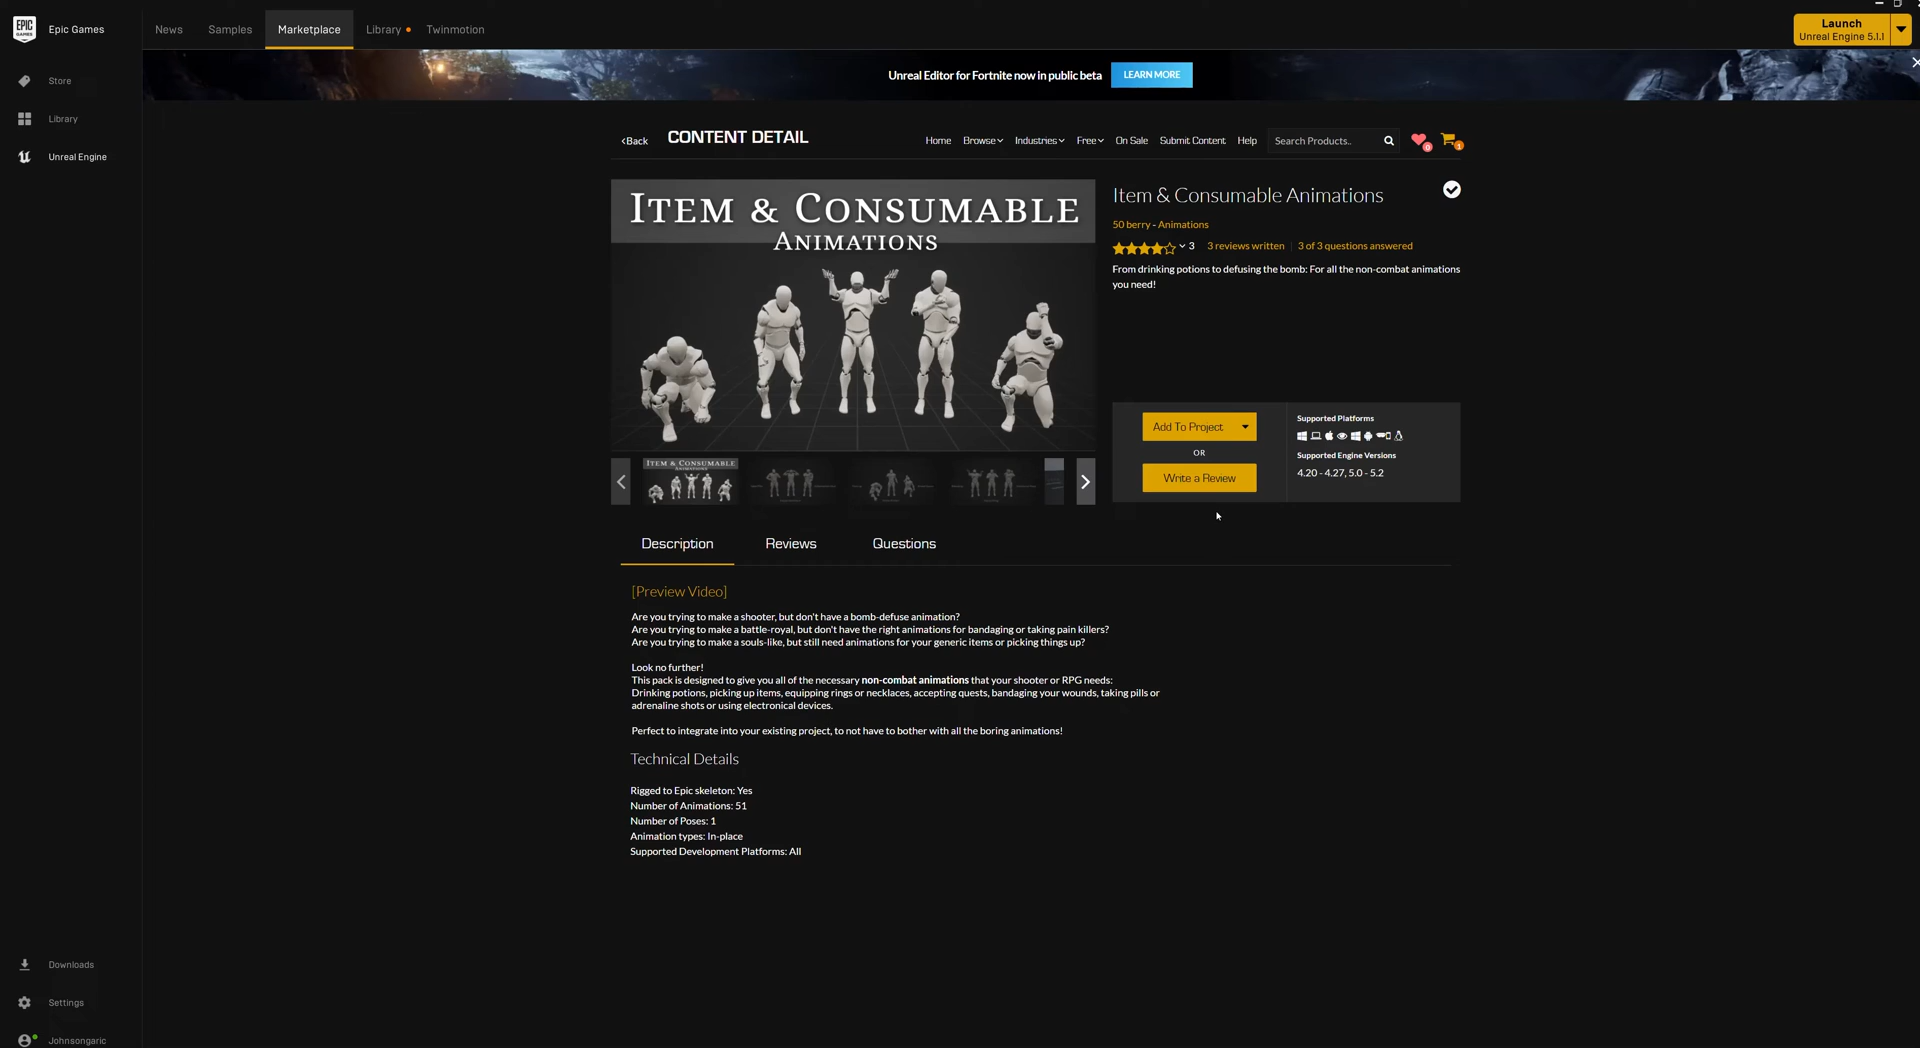 EPIC GAMES
Epic Games
News
Samples
Marketplace
Library
Twinmotion
Launch
Unreal Engine 5.1.1
Store
Library
Unreal Engine
Unreal Editor for Fortnite now in public beta
LEARN MORE
Back
CONTENT DETAIL
Home
Browse
Industries
Free
On Sale
Submit Content
Help
Search Products..
0
1
ITEM & CONSUMABLE
ANIMATIONS
Item & Consumable Animations
50 berry - Animations
3
3 reviews written
3 of 3 questions answered
From drinking potions to defusing the bomb: For all the non-combat animations
you need!
Add To Project
OR
Write a Review
Supported Platforms
Supported Engine Versions
4.20 - 4.27, 5.0 - 5.2
ITEM & CONSUMABLE
ANIMATIONS
Description
Reviews
Questions
[Preview Video]
Are you trying to make a shooter, but don't have a bomb-defuse animation?
Are you trying to make a battle-royal, but don't have the right animations for bandaging or taking pain killers?
Are you trying to make a souls-like, but still need animations for your generic items or picking things up?
Look no further!
This pack is designed to give you all of the necessary non-combat animations that your shooter or RPG needs:
Drinking potions, picking up items, equipping rings or necklaces, accepting quests, bandaging your wounds, taking pills or
adrenaline shots or using electronical devices.
Perfect to integrate into your existing project, to not have to bother with all the boring animations!
Technical Details
Rigged to Epic skeleton: Yes
Number of Animations: 51
Number of Poses: 1
Animation types: In-place
Supported Development Platforms: All
Downloads
Settings
Johnsongaric